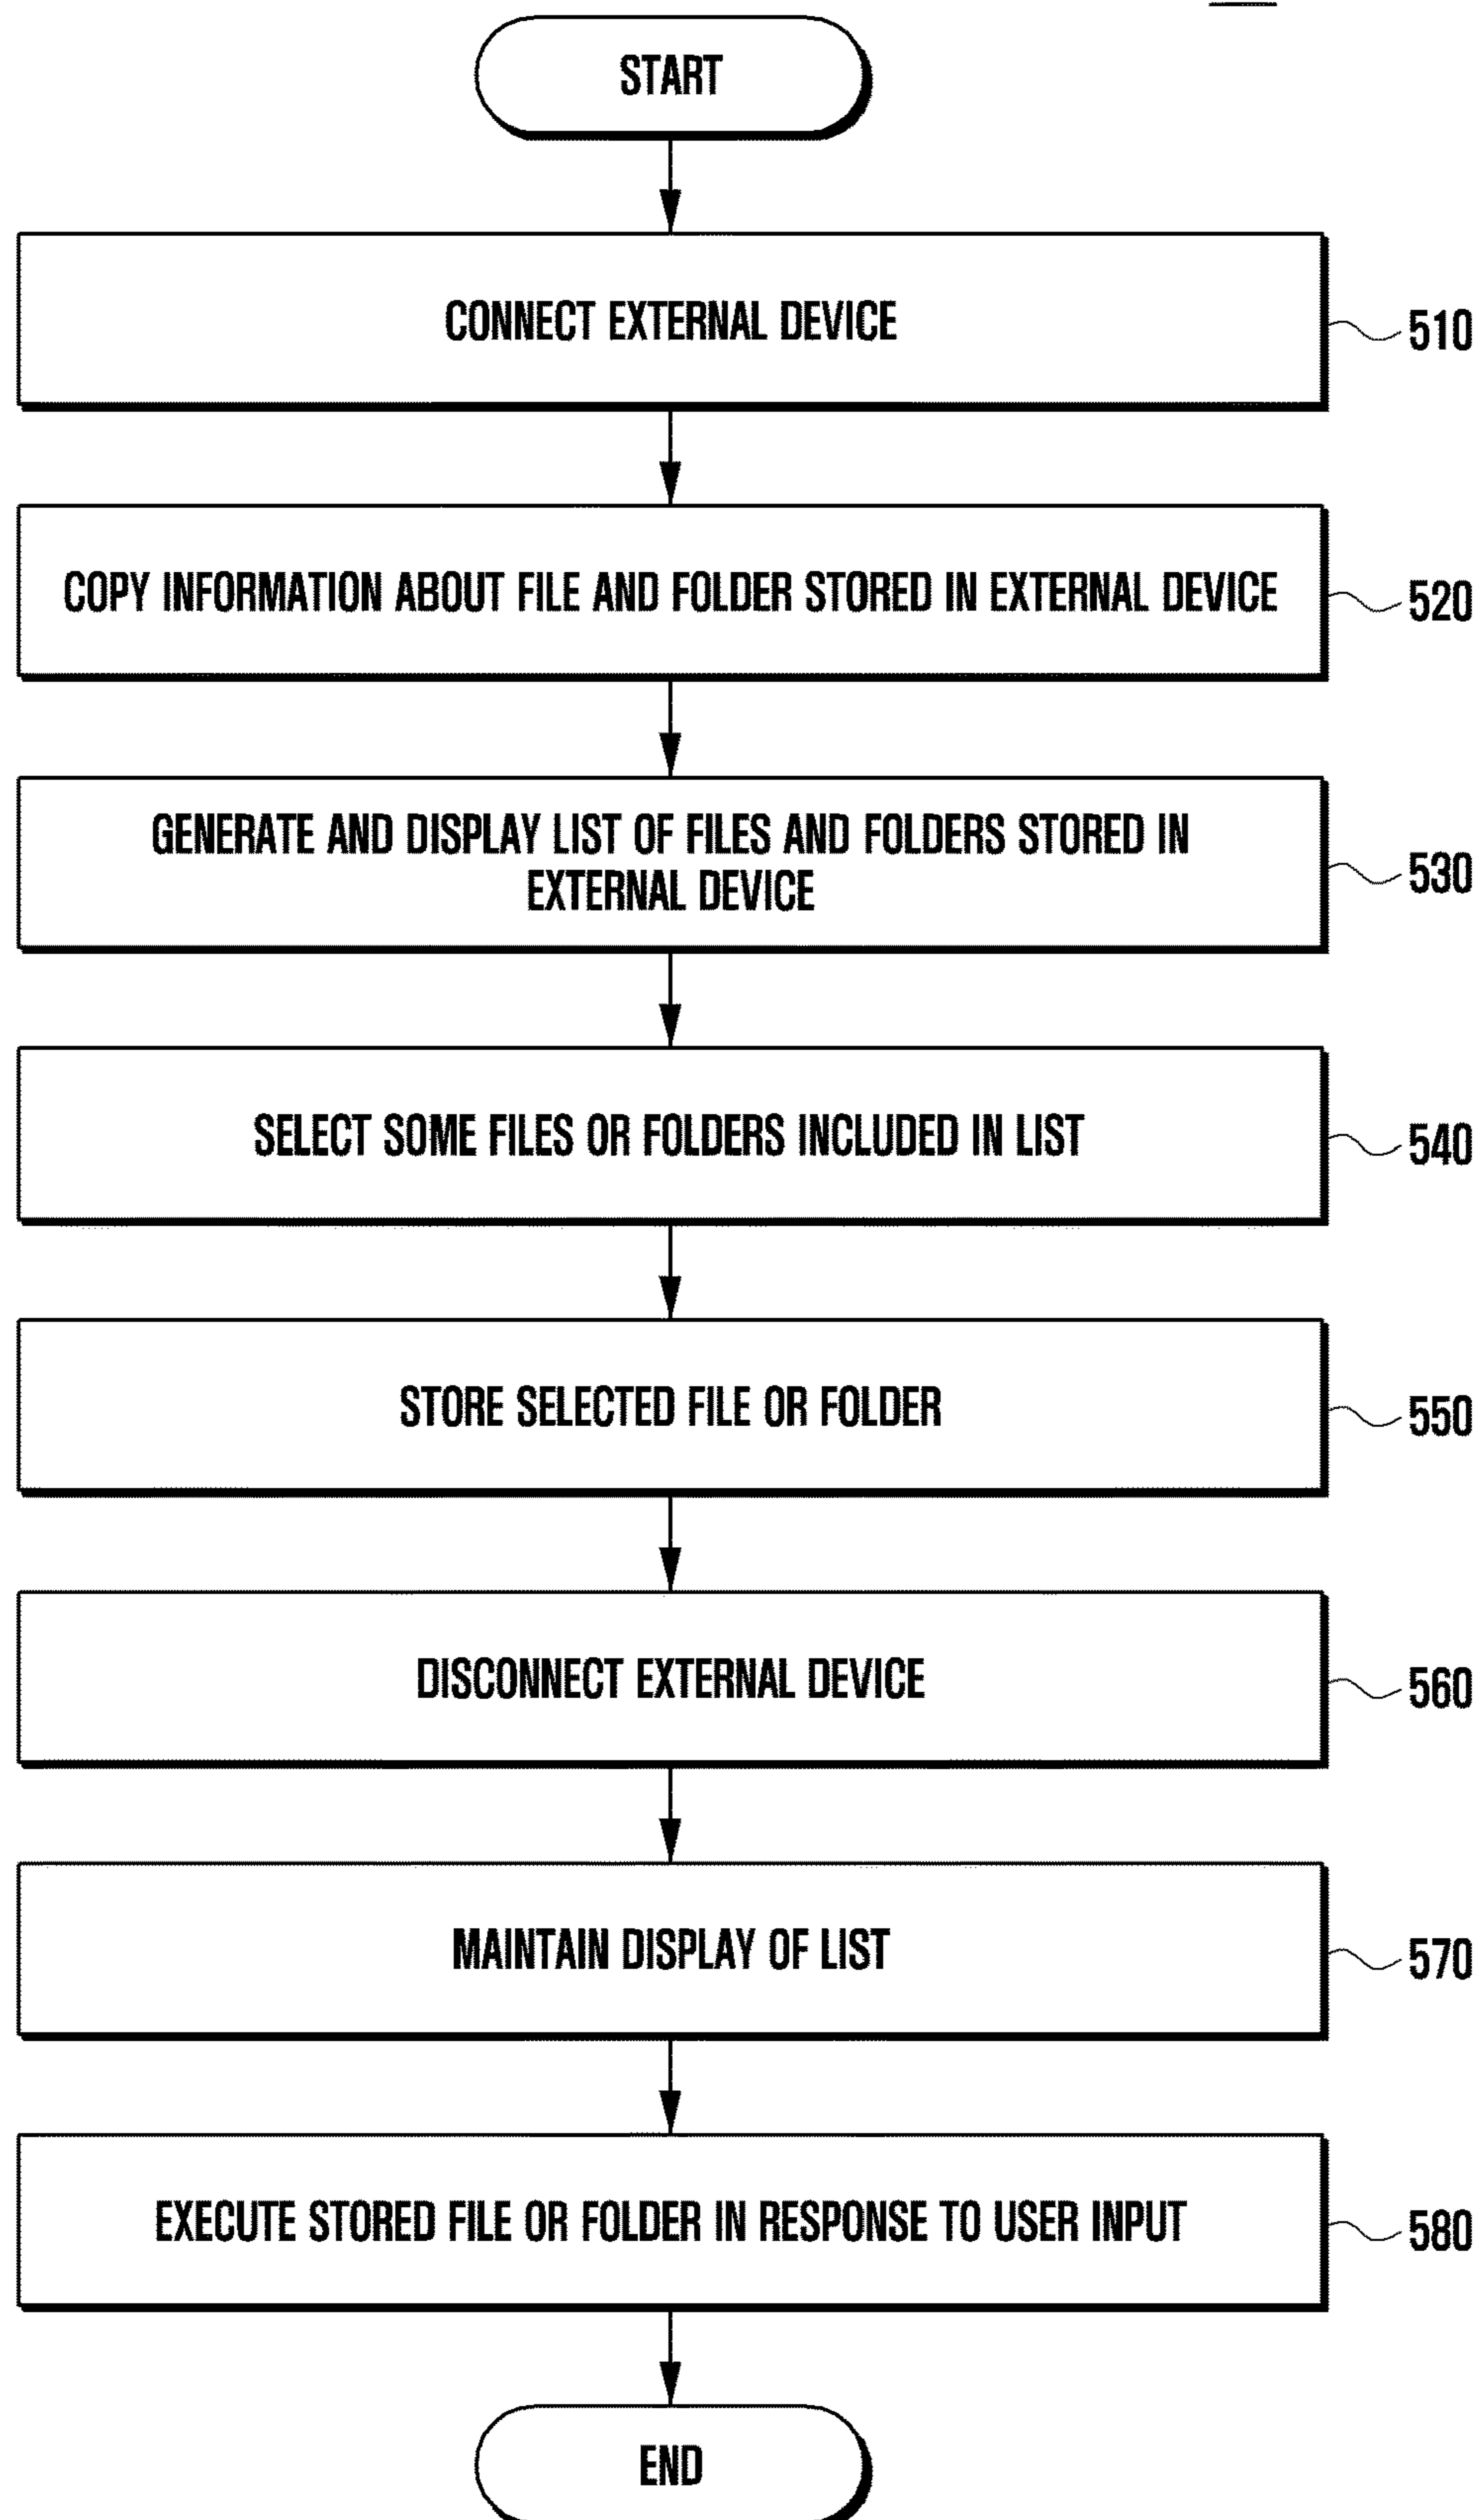 START
CONNECT EXTERNAL DEVICE
510
COPY INFORMATION ABOUT FILE AND FOLDER STORED IN EXTERNAL DEVICE
520
GENERATE AND DISPLAY LIST OF FILES AND FOLDERS STORED IN
EXTERNAL DEVICE
530
SELECT SOME FILES OR FOLDERS INCLUDED IN LIST
540
STORE SELECTED FILE OR FOLDER
550
DISCONNECT EXTERNAL DEVICE
560
MAINTAIN DISPLAY OF LIST
570
EXECUTE STORED FILE OR FOLDER IN RESPONSE TO USER INPUT
580
END